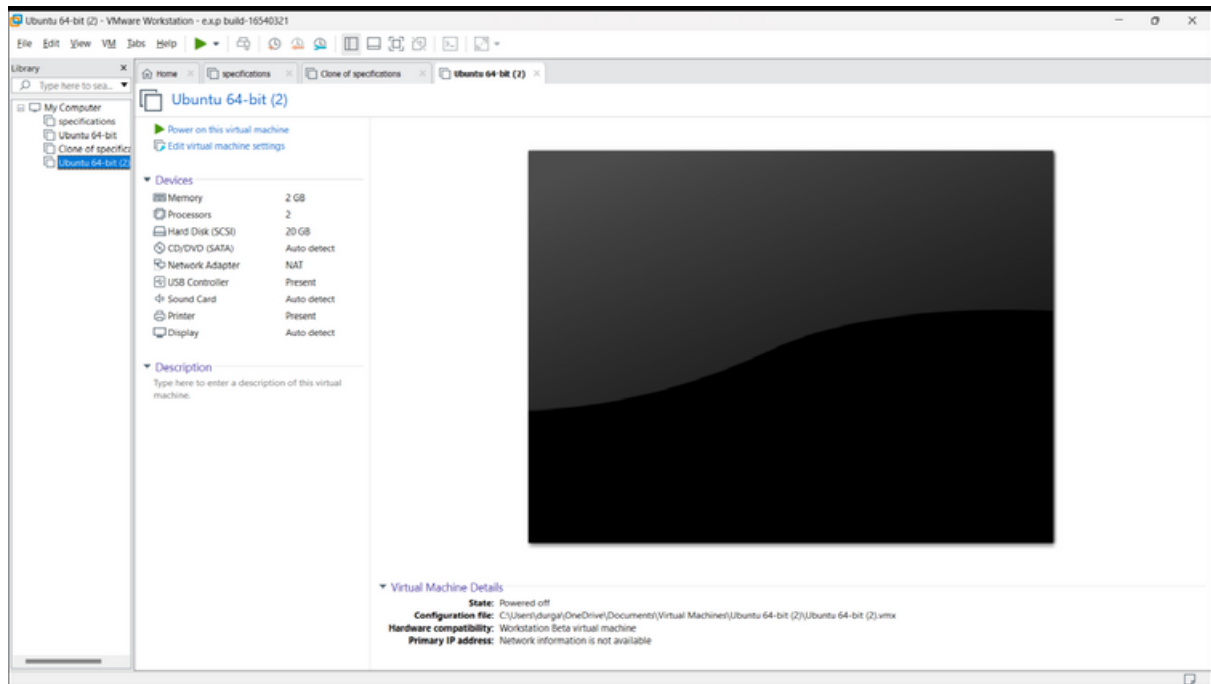 Ubuntu 64-bit (2) - VMware Workstation - e.x.p build-16540321
File Edit View VM Tabs Help
Library
Type here to sea...
My Computer
specifications
Ubuntu 64-bit
Clone of specifica
Ubuntu 64-bit (2)
Home specifications Clone of specifications Ubuntu 64-bit (2)
Ubuntu 64-bit (2)
Power on this virtual machine
Edit virtual machine settings
Devices
Memory 2 GB
Processors 2
Hard Disk (SCSI) 20 GB
CD/DVD (SATA) Auto detect
Network Adapter NAT
USB Controller Present
Sound Card Auto detect
Printer Present
Display Auto detect
Description
Type here to enter a description of this virtual
machine.
Virtual Machine Details
State: Powered off
Configuration file: C:\Users\durga\OneDrive\Documents\Virtual Machines\Ubuntu 64-bit (2)\Ubuntu 64-bit (2).vmx
Hardware compatibility: Workstation Beta virtual machine
Primary IP address: Network information is not available